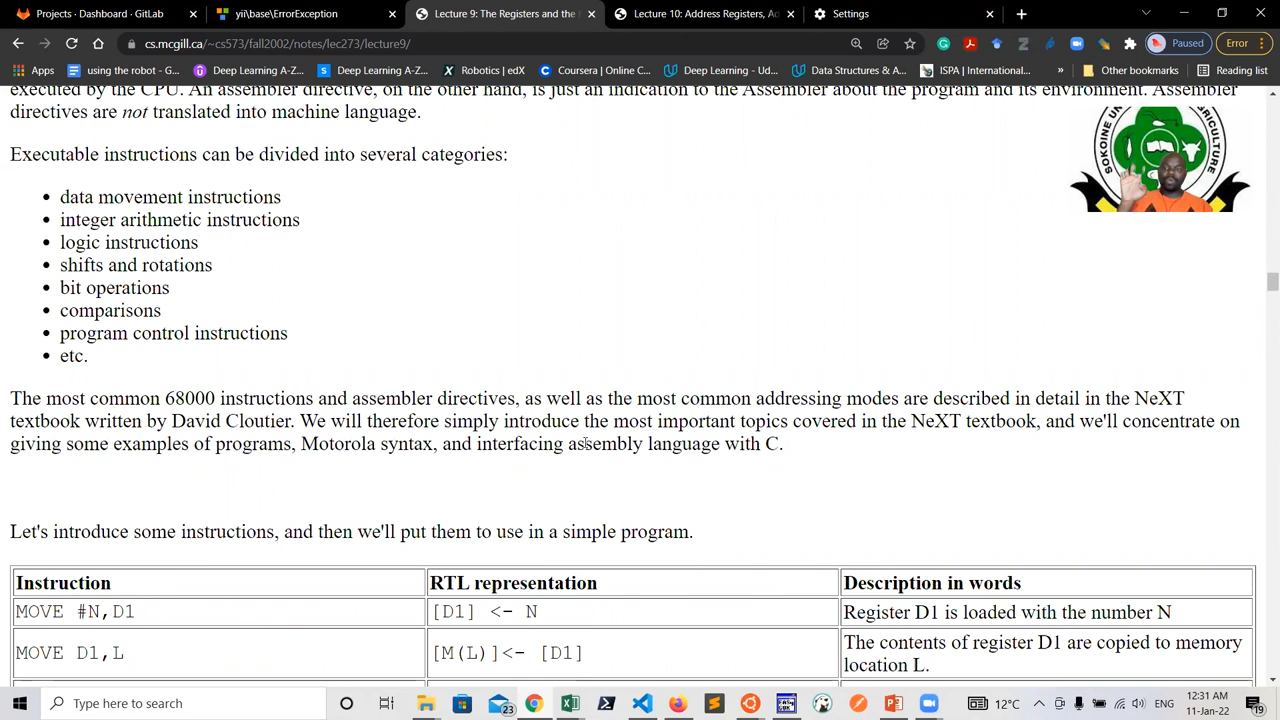 Projects · Dashboard · GitLab
yii\base\ErrorException
Lecture 9: The Registers and the
Lecture 10: Address Registers, Ad
Settings
cs.mcgill.ca/~cs573/fall2002/notes/lec273/lecture9/
Paused
Error
Apps
using the robot - G...
Deep Learning A-Z...
Deep Learning A-Z...
Robotics | edX
Coursera | Online C...
Deep Learning - Ud...
Data Structures & A...
ISPA | International...
»
Other bookmarks
Reading list
executed by the CPU. An assembler directive, on the other hand, is just an indication to the Assembler about the program and its environment. Assembler
directives are not translated into machine language.
SOKOINE UN
AGRICULTURE
Executable instructions can be divided into several categories:
• data movement instructions
• integer arithmetic instructions
• logic instructions
• shifts and rotations
• bit operations
• comparisons
• program control instructions
• etc.
The most common 68000 instructions and assembler directives, as well as the most common addressing modes are described in detail in the NeXT
textbook written by David Cloutier. We will therefore simply introduce the most important topics covered in the NeXT textbook, and we'll concentrate on
giving some examples of programs, Motorola syntax, and interfacing assembly language with C.
Let's introduce some instructions, and then we'll put them to use in a simple program.
Instruction RTL representation Description in words
MOVE #N,D1 [D1] <- N Register D1 is loaded with the number N
MOVE D1,L [M(L)]<- [D1] The contents of register D1 are copied to memory
location L.
Type here to search
23
12°C
ENG
12:31 AM
11-Jan-22
19